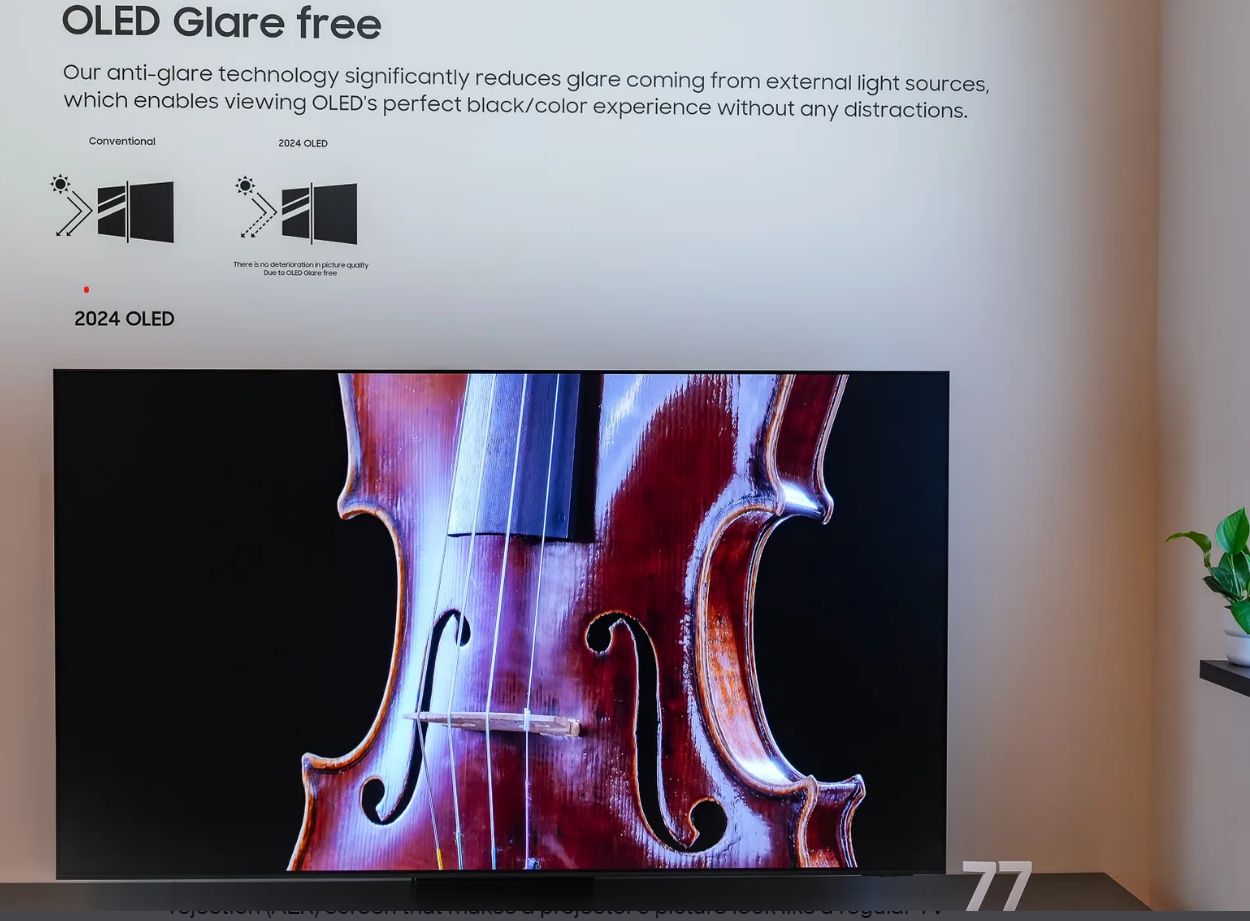 OLED Glare free
Our anti-glare technology significantly reduces glare coming from external light sources,
which enables viewing OLED's perfect black/color experience without any distractions.
Conventional
2024 OLED
There is no deterioration in picture quality
Due to OLED Glare free
2024 OLED
77
rejection (ALR) screen that makes a projector's picture look like a regular TV